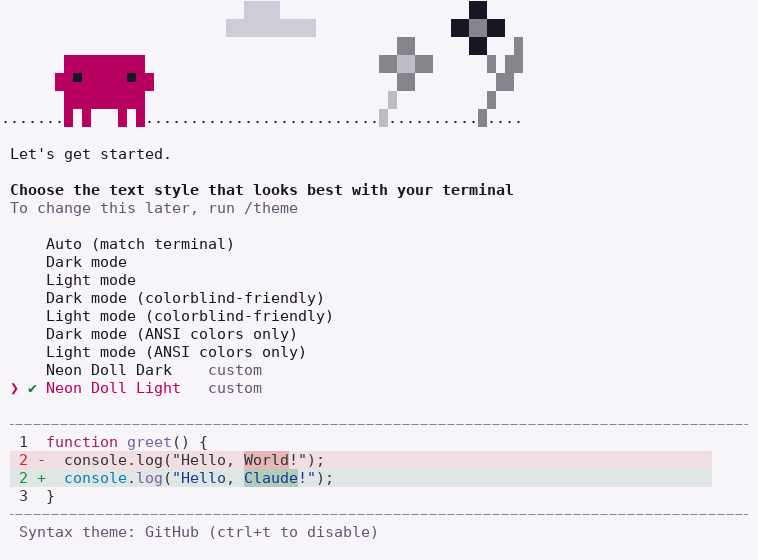 Let's get started.
Choose the text style that looks best with your terminal
To change this later, run /theme
Auto (match terminal)
Dark mode
Light mode
Dark mode (colorblind-friendly)
Light mode (colorblind-friendly)
Dark mode (ANSI colors only)
Light mode (ANSI colors only)
Neon Doll Dark    custom
❯ ✔ Neon Doll Light   custom
1  function greet() {
2 -  console.log("Hello, World!");
2 +  console.log("Hello, Claude!");
3  }
Syntax theme: GitHub (ctrl+t to disable)